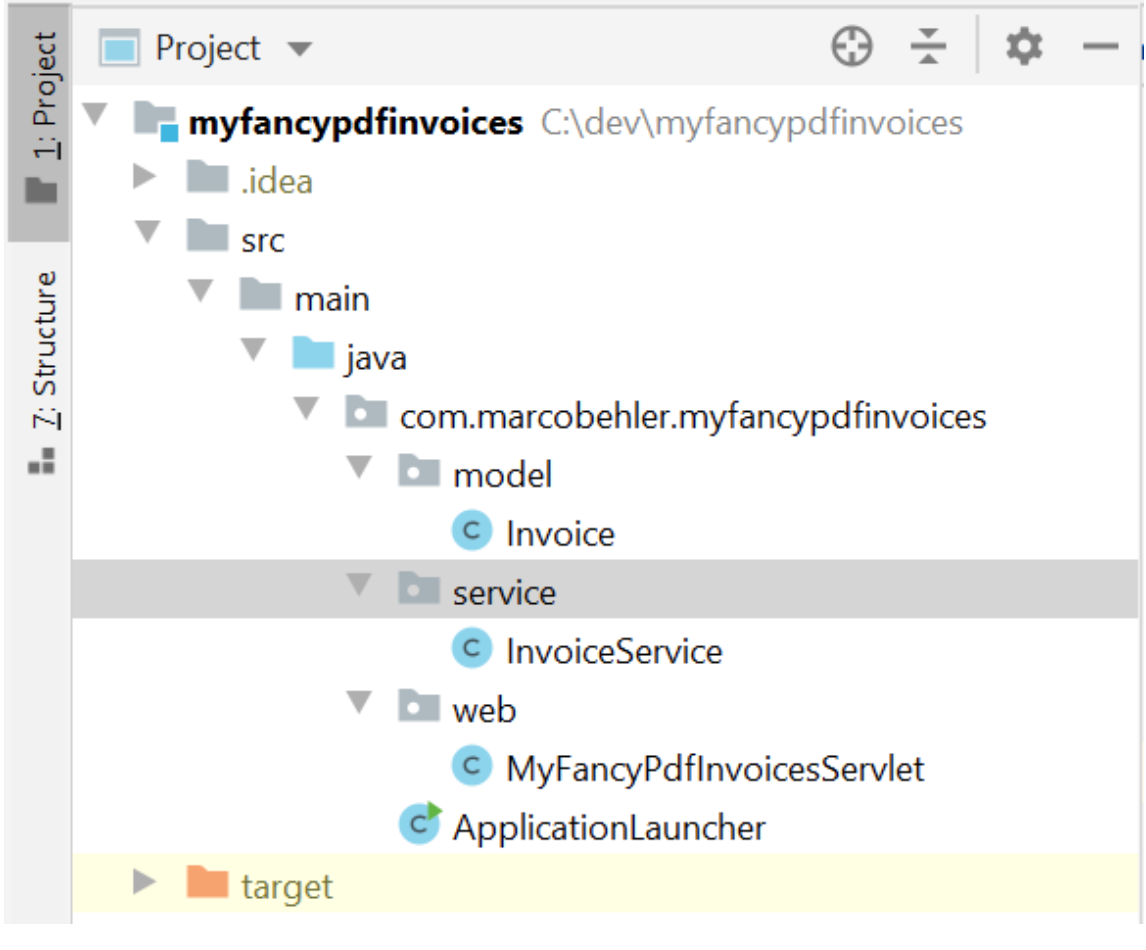 1: Project
7: Structure
Project
myfancypdfinvoices C:\dev\myfancypdfinvoices
.idea
src
main
java
com.marcobehler.myfancypdfinvoices
model
C Invoice
service
C InvoiceService
web
C MyFancyPdfInvoicesServlet
C ApplicationLauncher
target